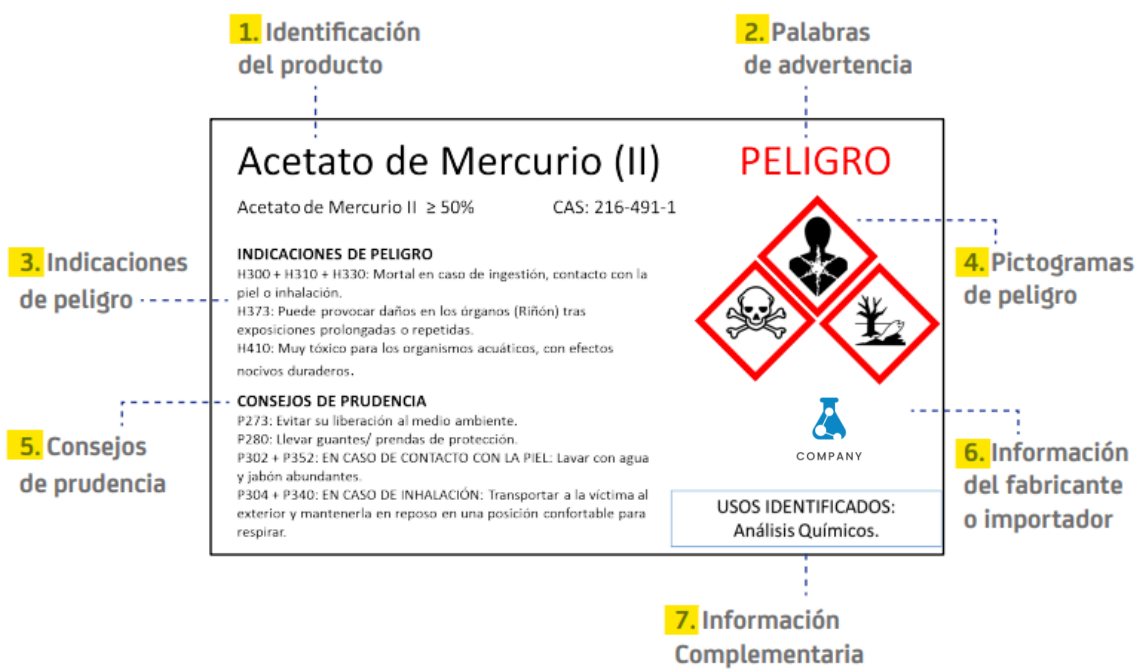 1. Identificación
del producto
2. Palabras
de advertencia
Acetato de Mercurio (II)
PELIGRO
Acetato de Mercurio II ≥ 50%
CAS: 216-491-1
3. Indicaciones
de peligro
INDICACIONES DE PELIGRO
H300 + H310 + H330: Mortal en caso de ingestión, contacto con la
piel o inhalación.
H373: Puede provocar daños en los órganos (Riñón) tras
exposiciones prolongadas o repetidas.
H410: Muy tóxico para los organismos acuáticos, con efectos
nocivos duraderos.
4. Pictogramas
de peligro
5. Consejos
de prudencia
CONSEJOS DE PRUDENCIA
P273: Evitar su liberación al medio ambiente.
P280: Llevar guantes/ prendas de protección.
P302 + P352: EN CASO DE CONTACTO CON LA PIEL: Lavar con agua
y jabón abundantes.
P304 + P340: EN CASO DE INHALACIÓN: Transportar a la víctima al
exterior y mantenerla en reposo en una posición confortable para
respirar.
COMPANY
6. Información
del fabricante
o importador
USOS IDENTIFICADOS:
Análisis Químicos.
7. Información
Complementaria